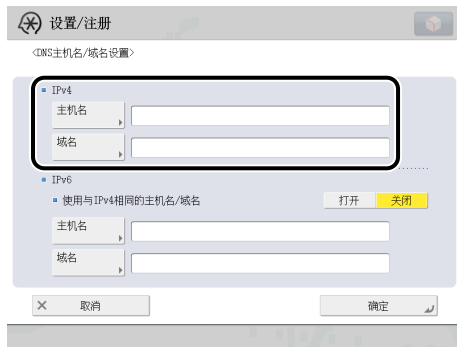 设置/注册
<DNS主机名/域名设置>
IPv4
主机名
域名
IPv6
使用与IPv4相同的主机名/域名
打开 关闭
主机名
域名
取消 确定